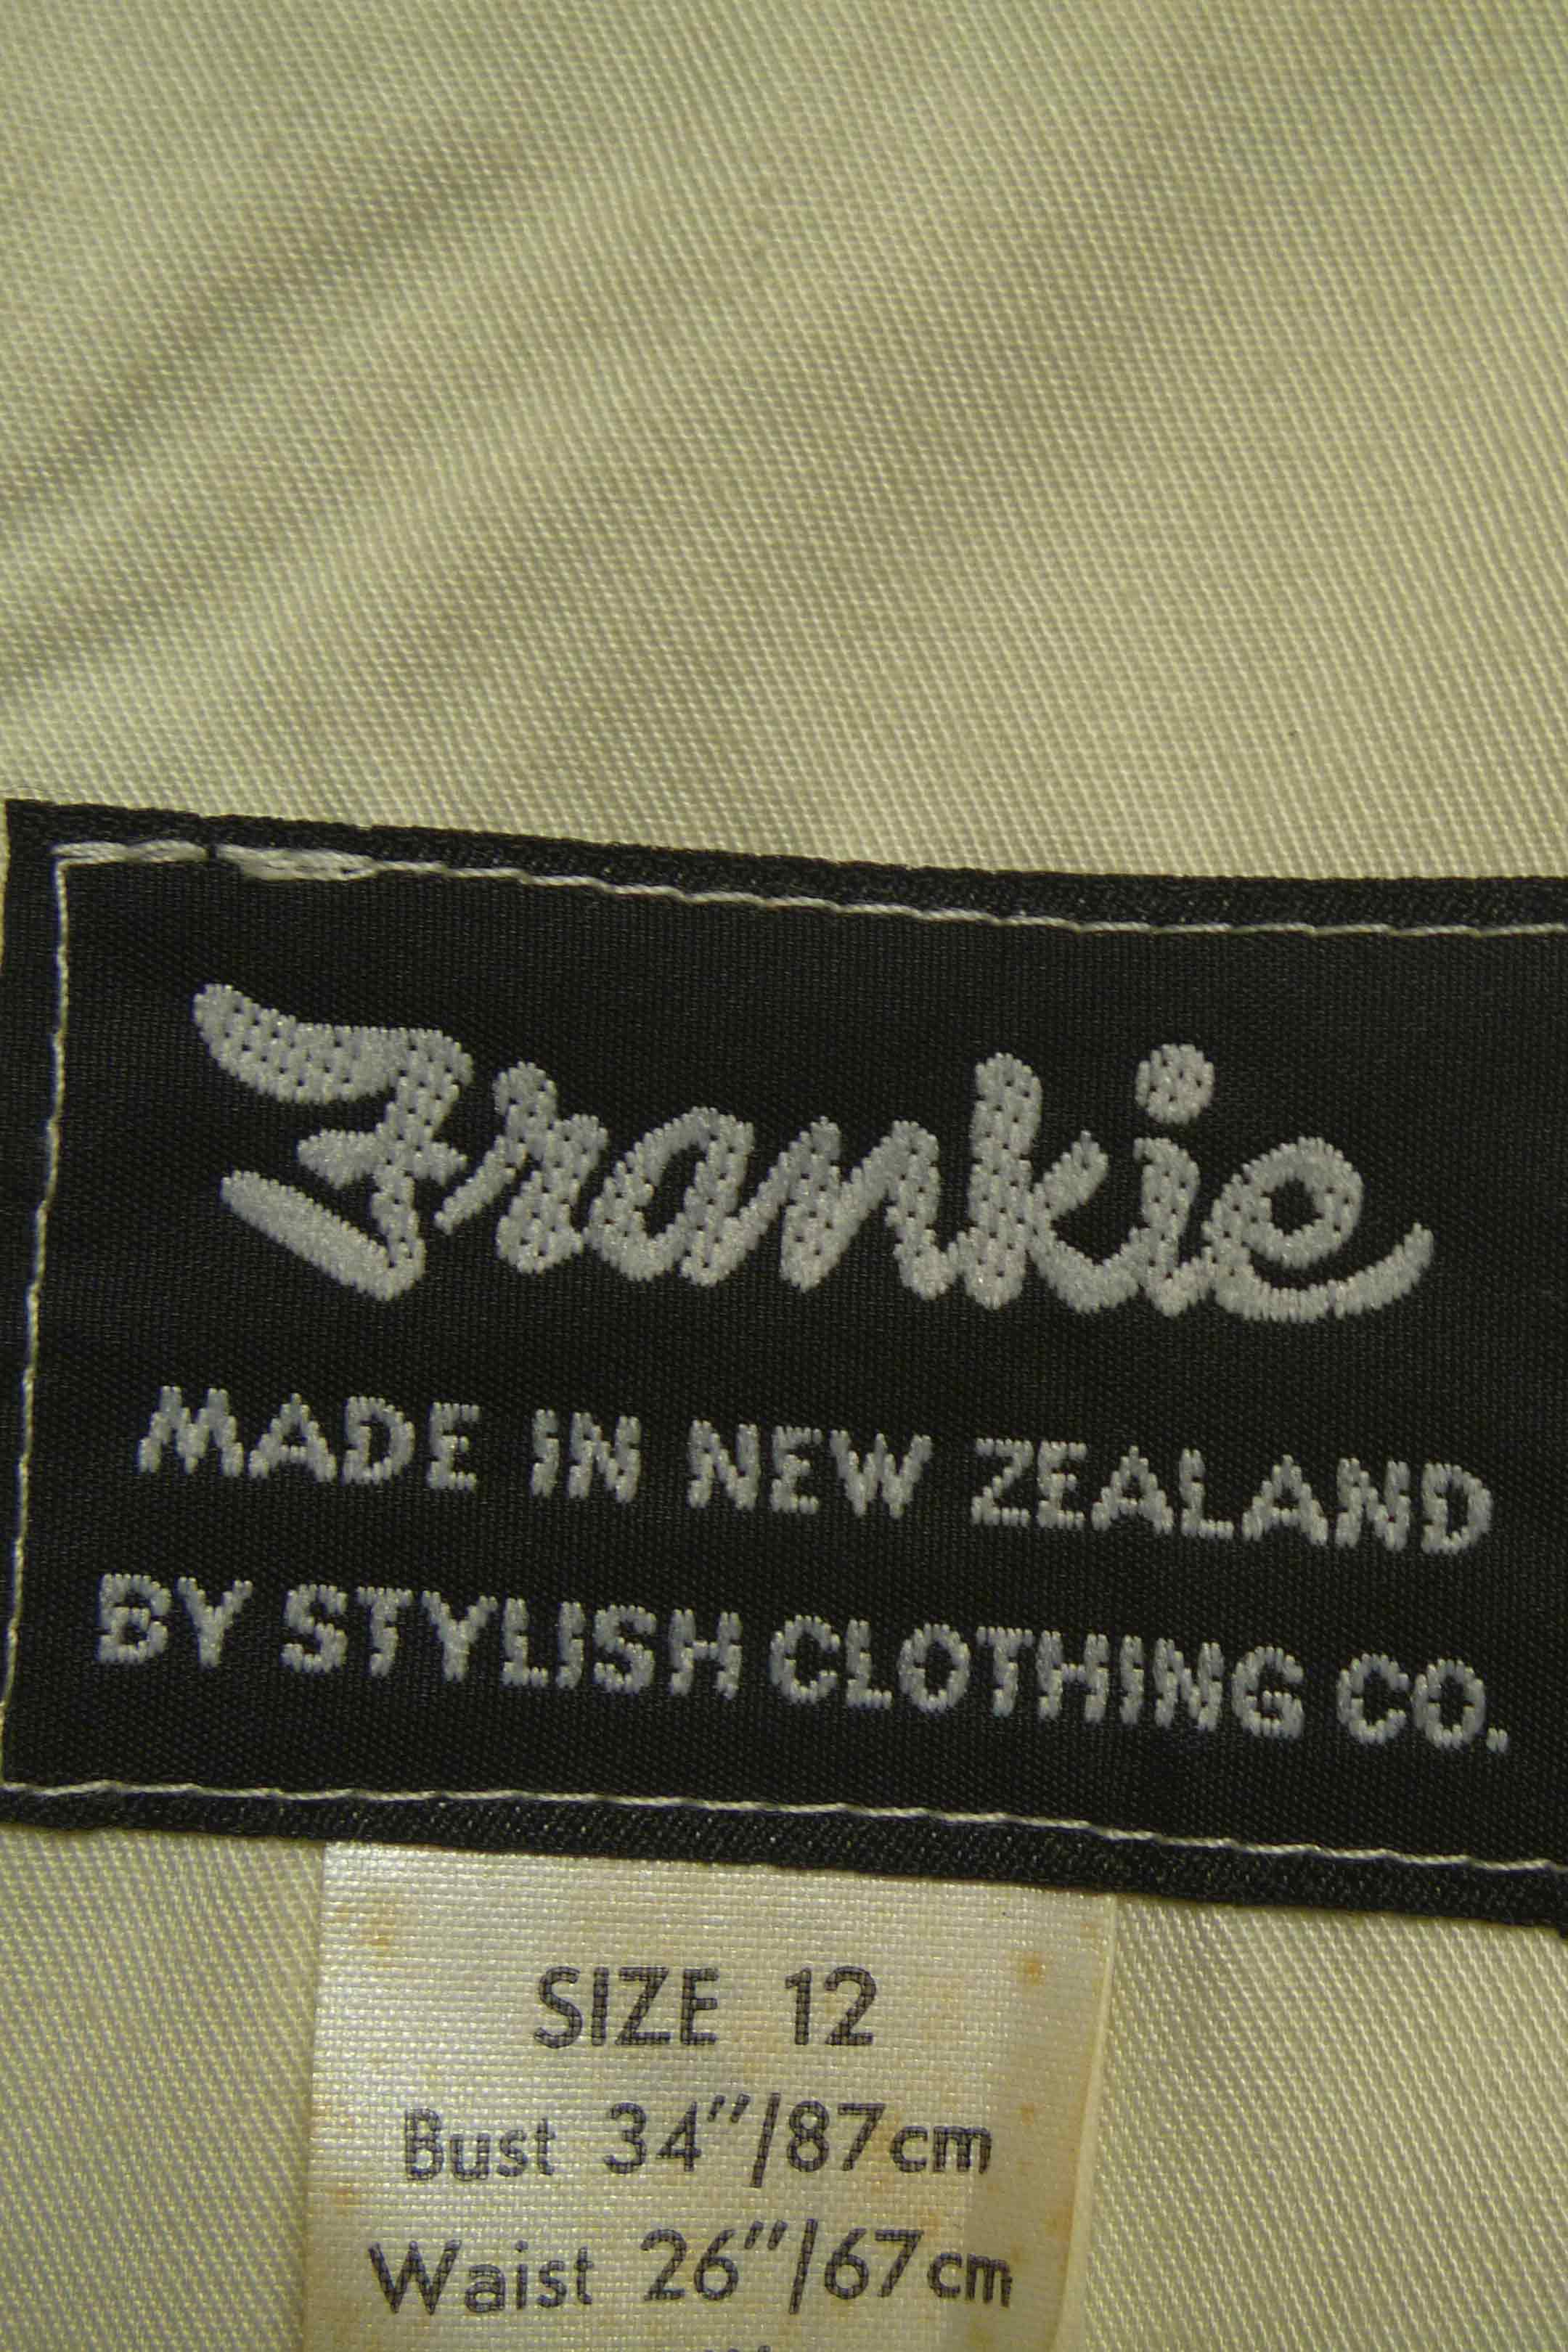 Frankie
MADE IN NEW ZEALAND
BY STYLISH CLOTHING CO.
SIZE 12
Bust 34"/87cm
Waist 26"/67cm